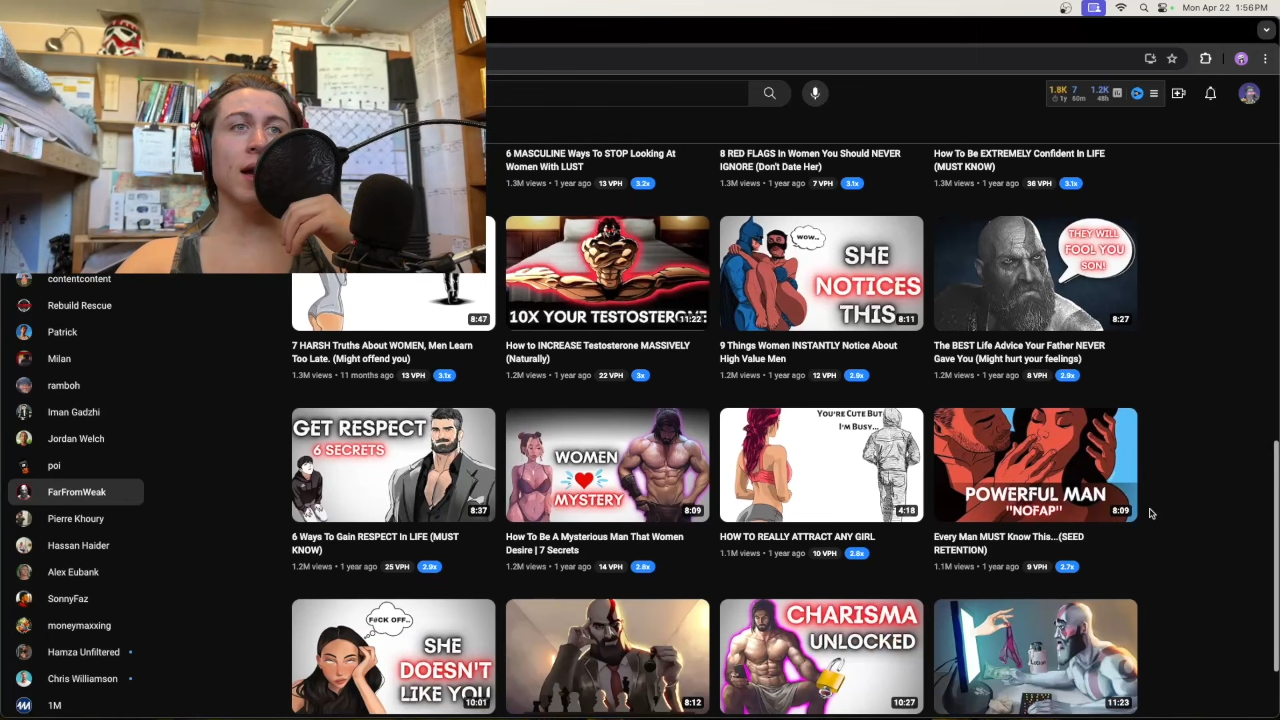 Mon Apr 22 1:56 PM
1.8K 7 1.2K
1y 60m 48h
6 MASCULINE Ways To STOP Looking At
Women With LUST
1.3M views • 1 year ago 13 VPH 3.2x
8 RED FLAGS In Women You Should NEVER
IGNORE (Don't Date Her)
1.3M views • 1 year ago 7 VPH 3.1x
How To Be EXTREMELY Confident In LIFE
(MUST KNOW)
1.3M views • 1 year ago 36 VPH 3.1x
contentcontent
Rebuild Rescue
Patrick
Milan
ramboh
Iman Gadzhi
Jordan Welch
poi
FarFromWeak
Pierre Khoury
Hassan Haider
Alex Eubank
SonnyFaz
moneymaxxing
Hamza Unfiltered
Chris Williamson
1M
8:47
7 HARSH Truths About WOMEN, Men Learn
Too Late. (Might offend you)
1.3M views • 11 months ago 13 VPH 3.1x
10X YOUR TESTOSTERONE
11:22
How to INCREASE Testosterone MASSIVELY
(Naturally)
1.2M views • 1 year ago 22 VPH 3x
WOW...
SHE
NOTICES
THIS
8:11
9 Things Women INSTANTLY Notice About
High Value Men
1.2M views • 1 year ago 12 VPH 2.9x
THEY WILL
FOOL YOU
SON!
8:27
The BEST Life Advice Your Father NEVER
Gave You (Might hurt your feelings)
1.2M views • 1 year ago 8 VPH 2.9x
GET RESPECT
6 SECRETS
8:37
6 Ways To Gain RESPECT In LIFE (MUST
KNOW)
1.2M views • 1 year ago 25 VPH 2.9x
WOMEN
MYSTERY
8:09
How To Be A Mysterious Man That Women
Desire | 7 Secrets
1.2M views • 1 year ago 14 VPH 2.8x
YOU'RE CUTE BUT
I'M BUSY...
4:18
HOW TO REALLY ATTRACT ANY GIRL
1.1M views • 1 year ago 10 VPH 2.8x
POWERFUL MAN
"NOFAP"
8:09
Every Man MUST Know This...(SEED
RETENTION)
1.1M views • 1 year ago 9 VPH 2.7x
F#CK OFF..
SHE
DOESN'T
LIKE YOU
10:01
8:12
CHARISMA
UNLOCKED
10:27
11:23